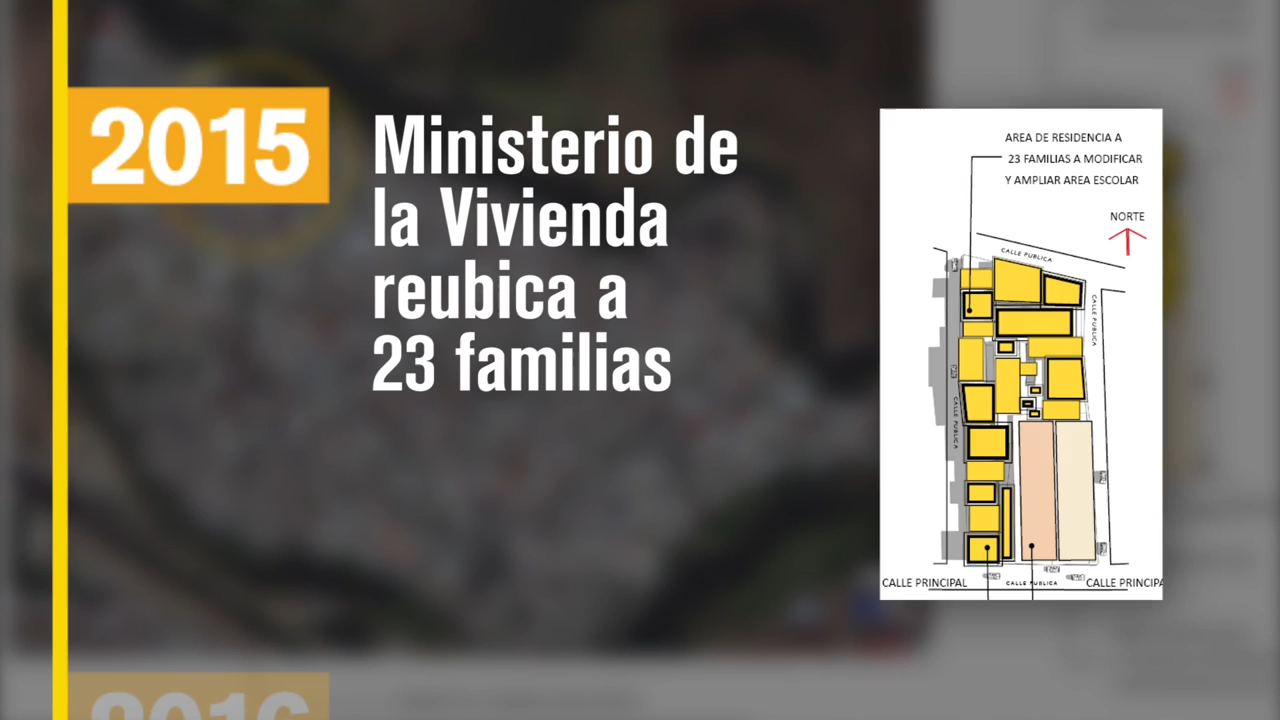 2015
Ministerio de
la Vivienda
reubica a
23 familias
AREA DE RESIDENCIA A
23 FAMILIAS A MODIFICAR
Y AMPLIAR AREA ESCOLAR
NORTE
CALLE PUBLICA
CALLE PUBLICA
CALLE PUBLICA
CALLE PRINCIPAL
CALLE PUBLICA
CALLE PRINCIPA
2016